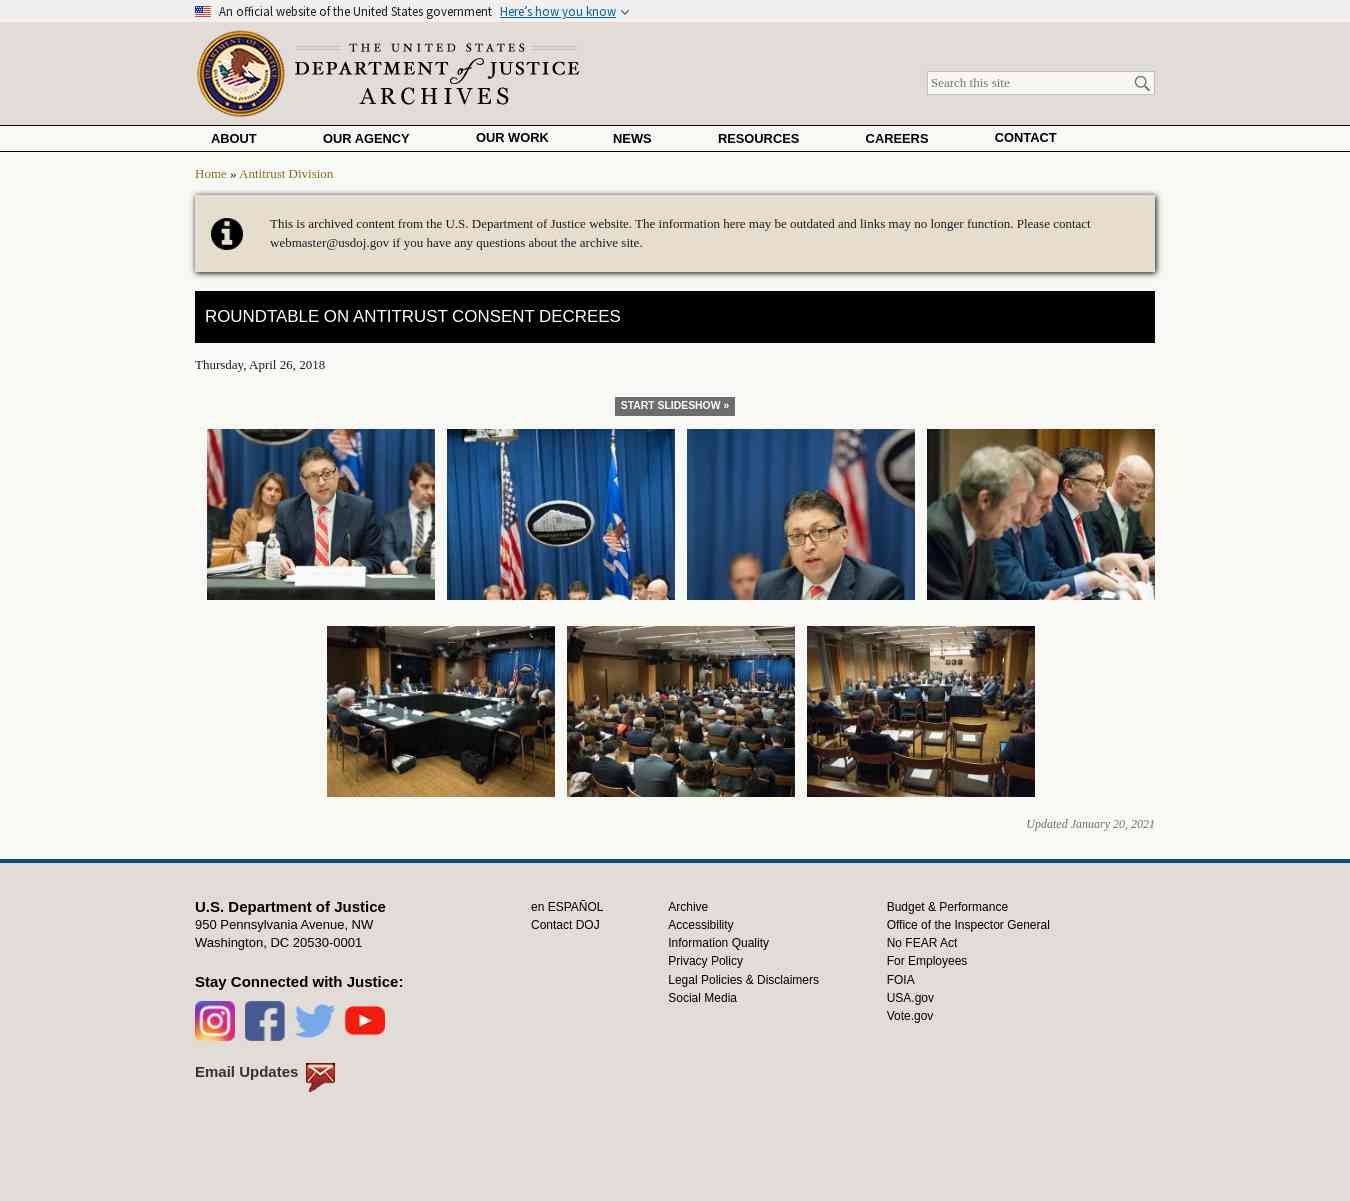 An official website of the United States government Here's how you know
THE UNITED STATES
DEPARTMENT of JUSTICE
ARCHIVES
Search this site
ABOUT OUR AGENCY OUR WORK NEWS RESOURCES CAREERS CONTACT
Home » Antitrust Division
This is archived content from the U.S. Department of Justice website. The information here may be outdated and links may no longer function. Please contact
webmaster@usdoj.gov if you have any questions about the archive site.
ROUNDTABLE ON ANTITRUST CONSENT DECREES
Thursday, April 26, 2018
START SLIDESHOW »
Updated January 20, 2021
U.S. Department of Justice
950 Pennsylvania Avenue, NW
Washington, DC 20530-0001
Stay Connected with Justice:
Email Updates
en ESPAÑOL
Contact DOJ
Archive
Accessibility
Information Quality
Privacy Policy
Legal Policies & Disclaimers
Social Media
Budget & Performance
Office of the Inspector General
No FEAR Act
For Employees
FOIA
USA.gov
Vote.gov